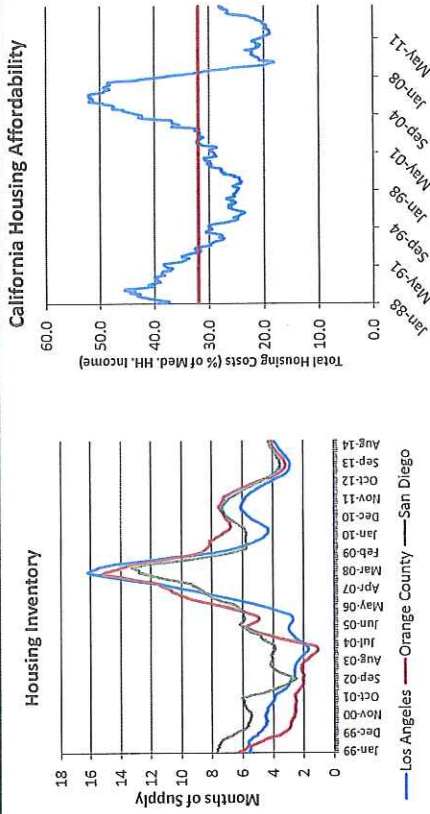 Housing Inventory
Months of Supply
18
16
14
12
10
8
6
4
2
0
Jan-99
Dec-99
Nov-00
Oct-01
Sep-02
Aug-03
Jul-04
Jun-05
May-06
Apr-07
Mar-08
Feb-09
Jan-10
Dec-10
Nov-11
Oct-12
Sep-13
Aug-14
Los Angeles
Orange County
San Diego
California Housing Affordability
Total Housing Costs (% of Med. HH. Income)
60.0
50.0
40.0
30.0
20.0
10.0
0.0
Jan-88
May-91
Sep-94
Jan-98
May-01
Sep-04
Jan-08
May-11